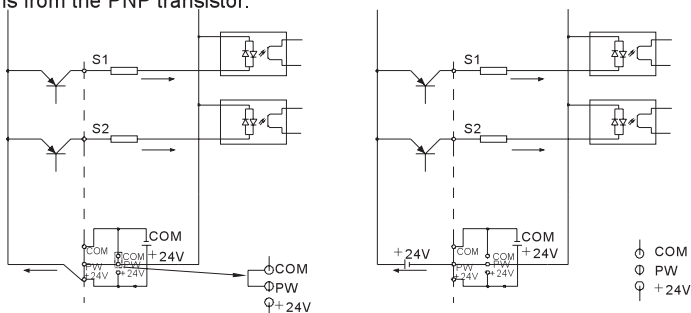 is from the PNP transistor.
S1
S2
COM
PW
+24V
COM
PW
+24V
COM
+24V
COM
PW
+24V
S1
S2
+24V
COM
PW
+24V
COM
PW
+24V
COM
+24V
COM
PW
+24V